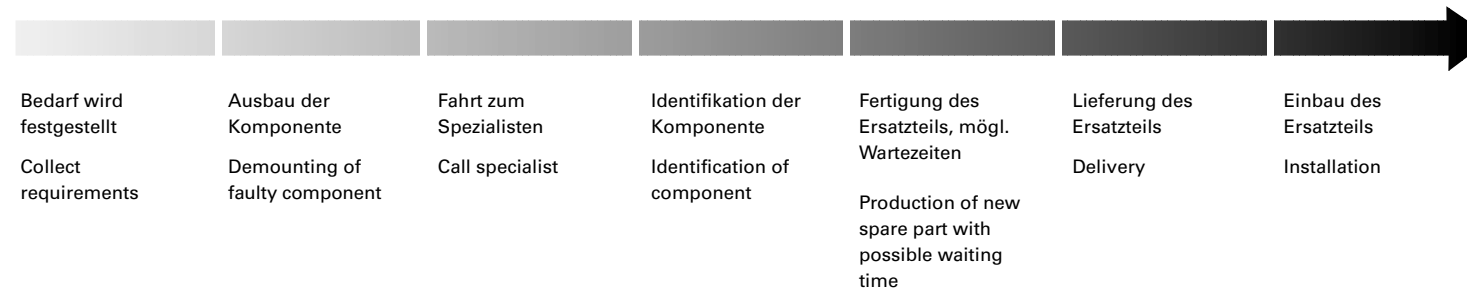 Bedarf wird
festgestellt
Collect
requirements
Ausbau der
Komponente
Demounting of
faulty component
Fahrt zum
Spezialisten
Call specialist
Identifikation der
Komponente
Identification of
component
Fertigung des
Ersatzteils, mögl.
Wartezeiten
Production of new
spare part with
possible waiting
time
Lieferung des
Ersatzteils
Delivery
Einbau des
Ersatzteils
Installation